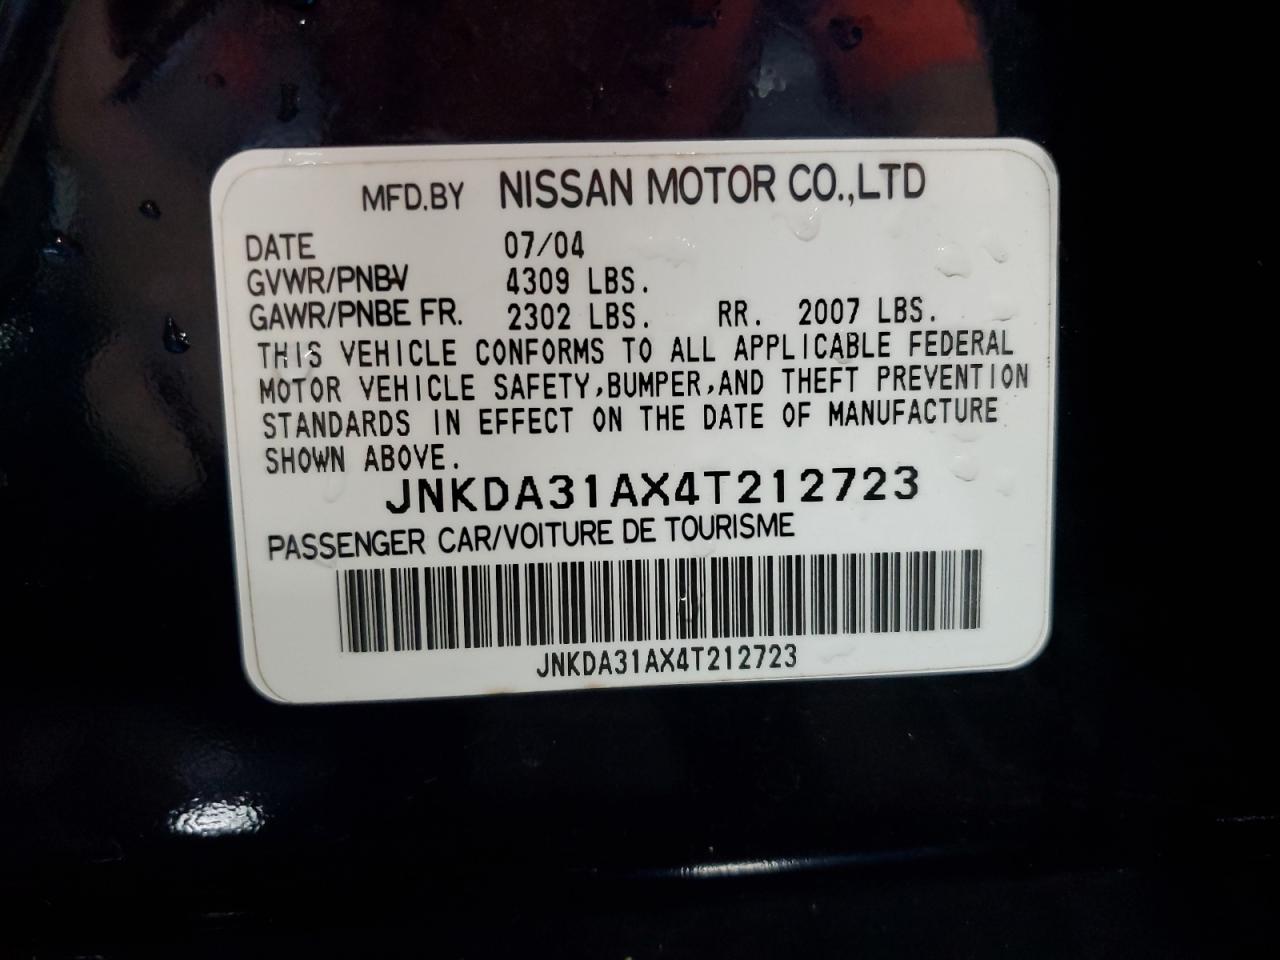 MFD.BY NISSAN MOTOR CO.,LTD
DATE 07/04
GVWR/PNBV 4309 LBS.
GAWR/PNBE FR. 2302 LBS. RR. 2007 LBS.
THIS VEHICLE CONFORMS TO ALL APPLICABLE FEDERAL
MOTOR VEHICLE SAFETY,BUMPER,AND THEFT PREVENTION
STANDARDS IN EFFECT ON THE DATE OF MANUFACTURE
SHOWN ABOVE.
JNKDA31AX4T212723
PASSENGER CAR/VOITURE DE TOURISME
JNKDA31AX4T212723